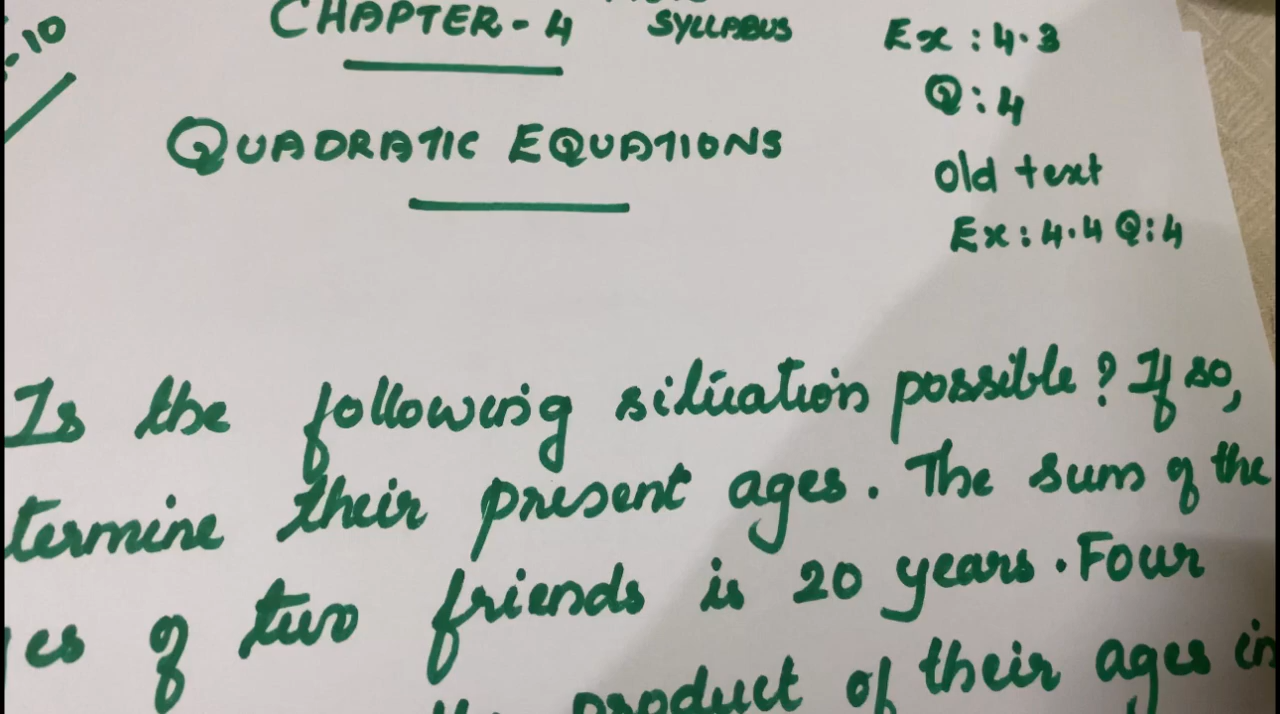 -10
CHAPTER-4 SYLLABUS
Ex: 4.3
Q:4
QUADRATIC EQUATIONS
Old text
Ex: 4.4 Q:4
Is the following situation possible? If so,
termine their present ages. The sum of the
es of two friends is 20 years. Four
product of their ages in